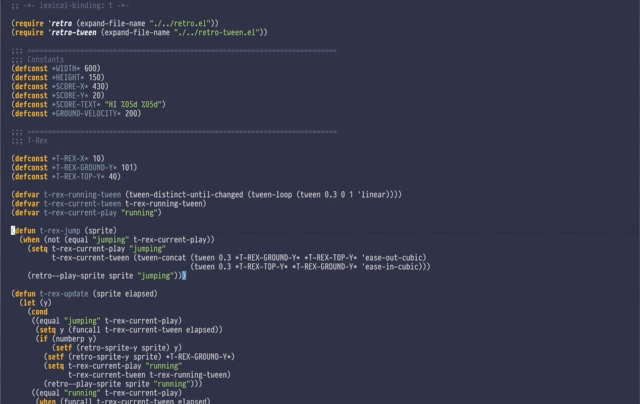 ;; -*- lexical-binding: t -*-
(require 'retro (expand-file-name "./../retro.el"))
(require 'retro-tween (expand-file-name "./../retro-tween.el"))
;;; ============================================================================
;;; Constants
(defconst *WIDTH* 600)
(defconst *HEIGHT* 150)
(defconst *SCORE-X* 430)
(defconst *SCORE-Y* 20)
(defconst *SCORE-TEXT* "HI %05d %05d")
(defconst *GROUND-VELOCITY* 200)
;;; ============================================================================
;;; T-Rex
(defconst *T-REX-X* 10)
(defconst *T-REX-GROUND-Y* 101)
(defconst *T-REX-TOP-Y* 40)
(defvar t-rex-running-tween (tween-distinct-until-changed (tween-loop (tween 0.3 0 1 'linear))))
(defvar t-rex-current-tween t-rex-running-tween)
(defvar t-rex-current-play "running")
(defun t-rex-jump (sprite)
  (when (not (equal "jumping" t-rex-current-play))
    (setq t-rex-current-play "jumping"
          t-rex-current-tween (tween-concat (tween 0.3 *T-REX-GROUND-Y* *T-REX-TOP-Y* 'ease-out-cubic)
                                            (tween 0.3 *T-REX-TOP-Y* *T-REX-GROUND-Y* 'ease-in-cubic)))
    (retro--play-sprite sprite "jumping")))
(defun t-rex-update (sprite elapsed)
  (let (y)
    (cond
     ((equal "jumping" t-rex-current-play)
      (setq y (funcall t-rex-current-tween elapsed))
      (if (numberp y)
          (setf (retro-sprite-y sprite) y)
        (setf (retro-sprite-y sprite) *T-REX-GROUND-Y*)
        (setq t-rex-current-play "running"
              t-rex-current-tween t-rex-running-tween)
        (retro--play-sprite sprite "running")))
     ((equal "running" t-rex-current-play)
      (when (funcall t-rex-current-tween elapsed)